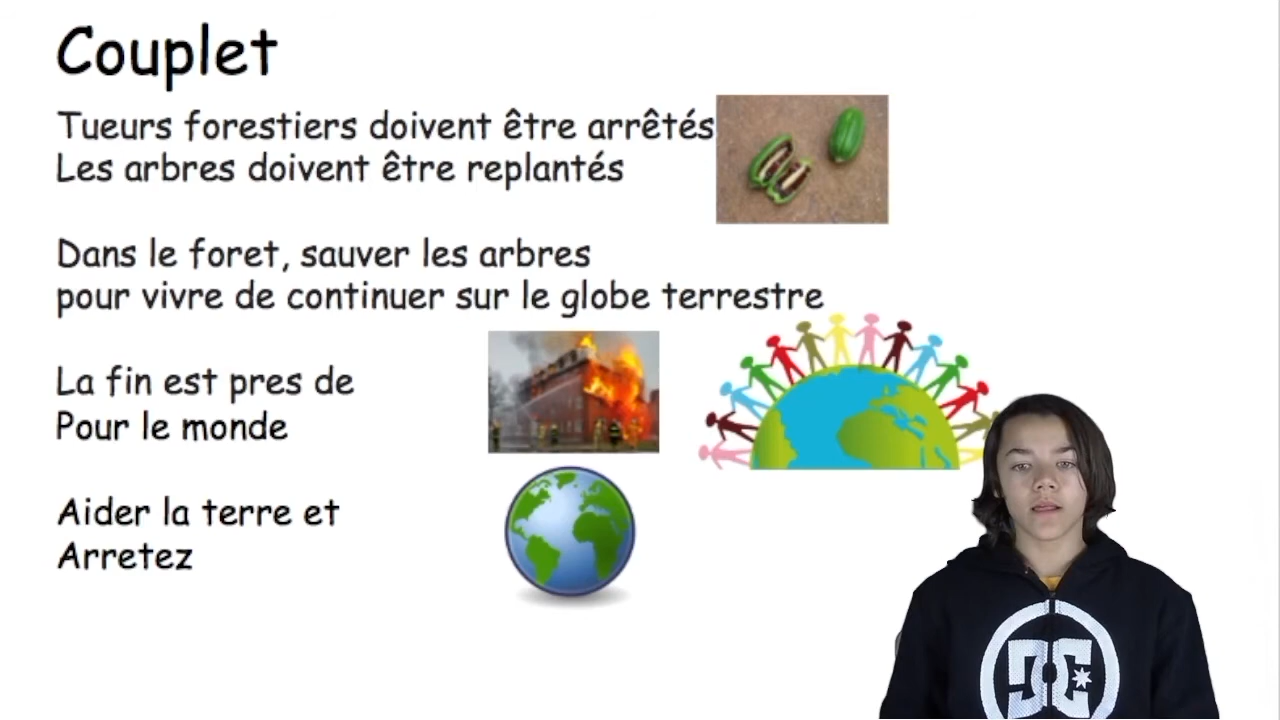 Couplet
Tueurs forestiers doivent être arrêtés
Les arbres doivent être replantés
Dans le foret, sauver les arbres
pour vivre de continuer sur le globe terrestre
La fin est pres de
Pour le monde
Aider la terre et
Arretez
DC